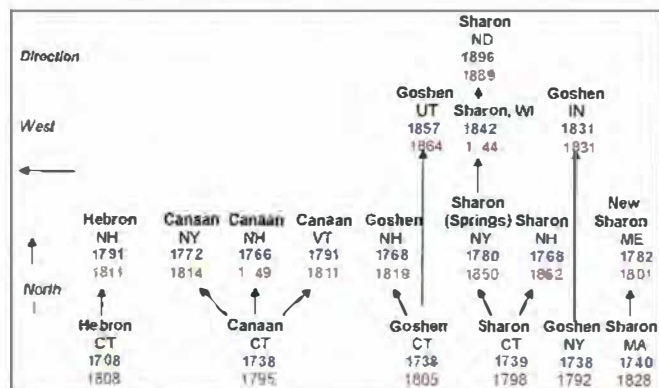 Sharon
ND
1896
1889
Direction
West
North
Goshen
UT
1857
1864
Sharon, WI
1842
Goshen
IN
1831
1831
Hebron
NH
1791
1811
Canaan
NY
1772
1814
Canaan
NH
1766
Canaan
VT
1791
1811
Goshen
NH
1768
1819
Sharon
(Springs)
NY
1780
1850
Sharon
NH
1768
1862
New
Sharon
ME
1782
1801
Hebron
CT
1708
1808
Canaan
CT
1738
1795
Goshen
CT
1738
1805
Sharon
CT
1739
1798
Goshen
NY
1738
1792
Sharon
MA
1740
1828